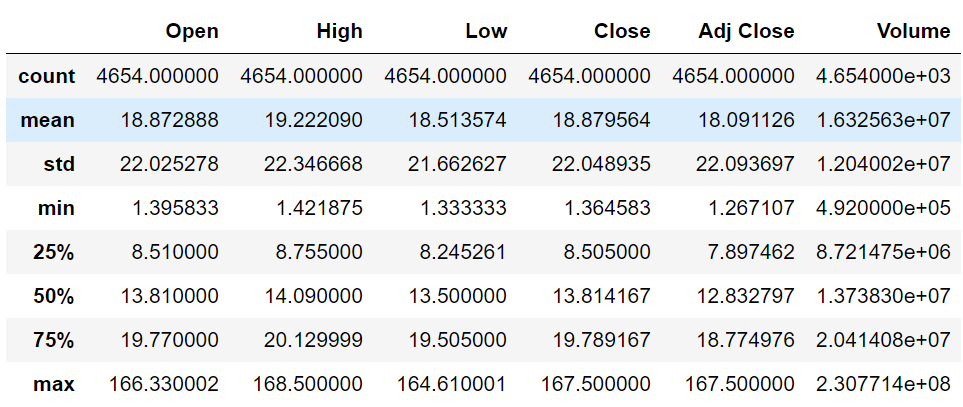 Open High Low Close Adj Close Volume
count 4654.000000 4654.000000 4654.000000 4654.000000 4654.000000 4.654000e+03
mean 18.872888 19.222090 18.513574 18.879564 18.091126 1.632563e+07
std 22.025278 22.346668 21.662627 22.048935 22.093697 1.204002e+07
min 1.395833 1.421875 1.333333 1.364583 1.267107 4.920000e+05
25% 8.510000 8.755000 8.245261 8.505000 7.897462 8.721475e+06
50% 13.810000 14.090000 13.500000 13.814167 12.832797 1.373830e+07
75% 19.770000 20.129999 19.505000 19.789167 18.774976 2.041408e+07
max 166.330002 168.500000 164.610001 167.500000 167.500000 2.307714e+08